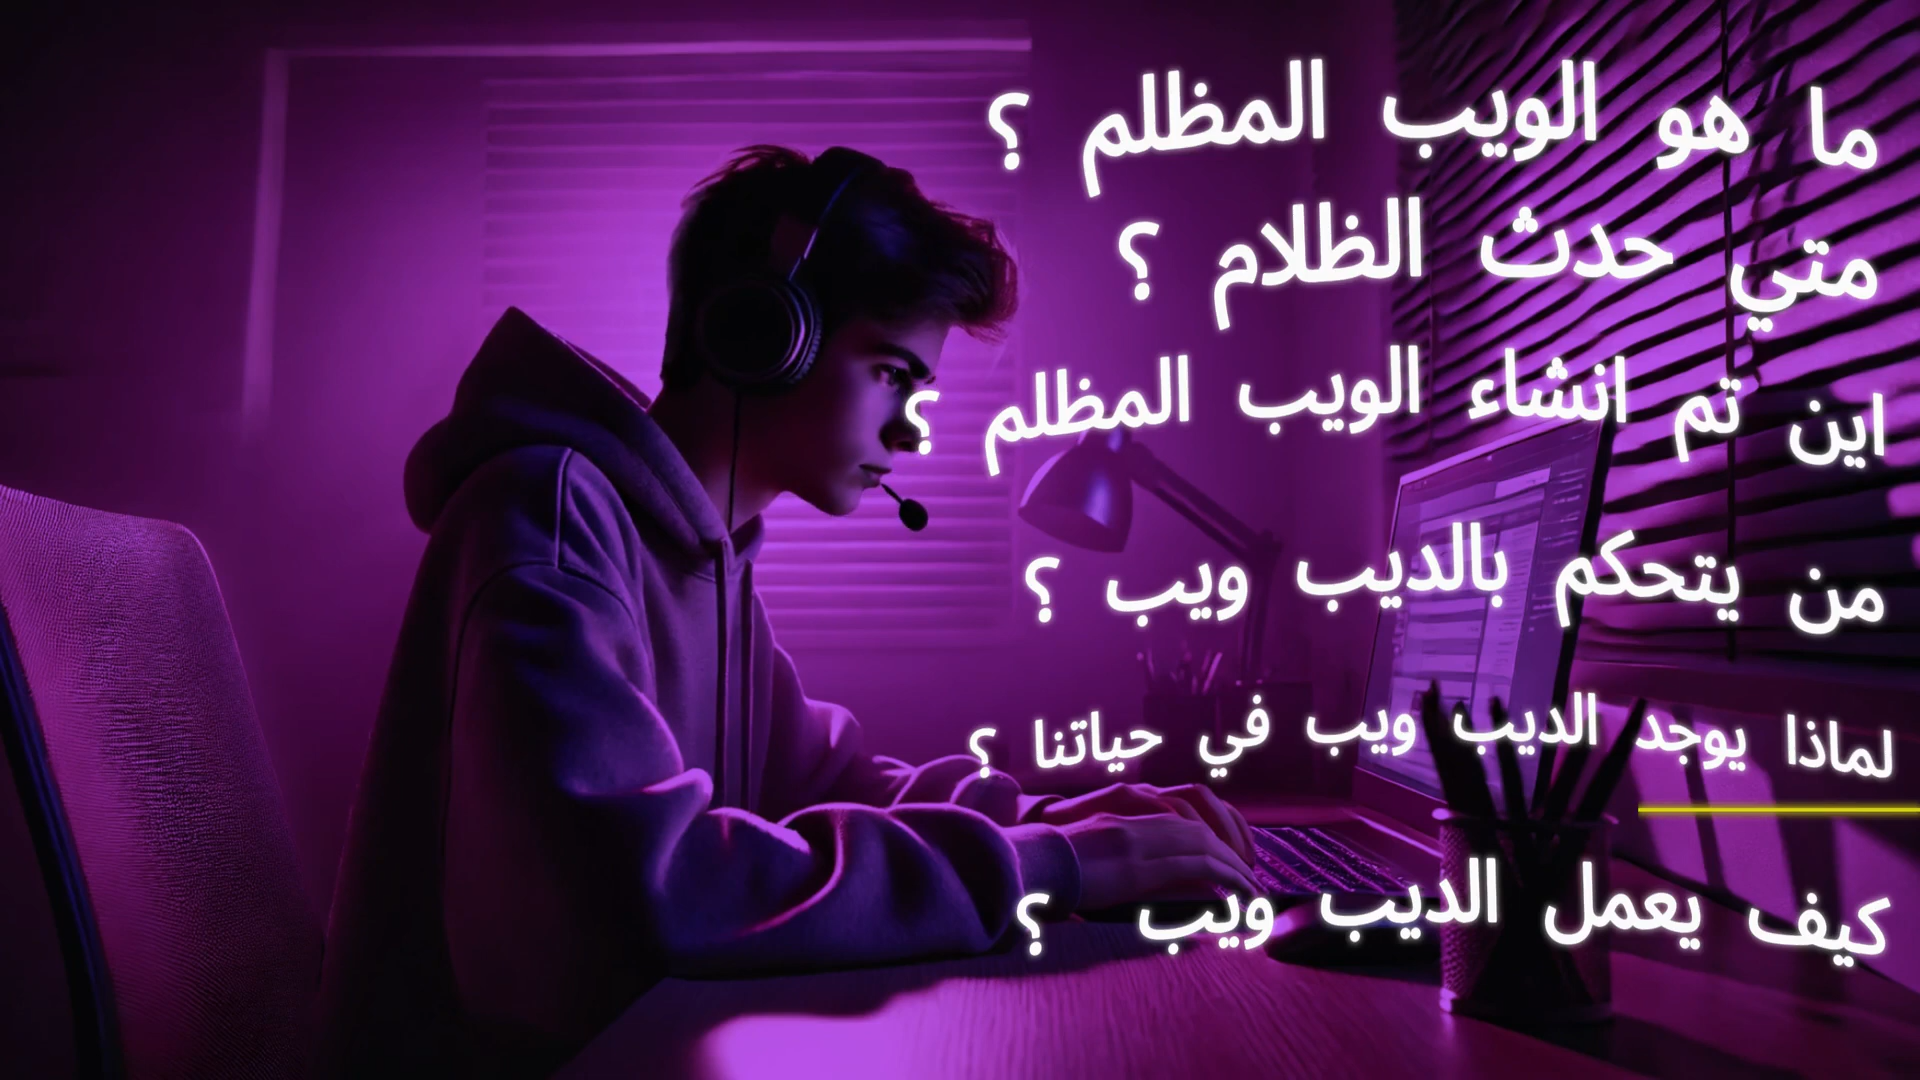 ما هو الويب المظلم ؟
متي حدث الظلام ؟
اين تم انشاء الويب المظلم ؟
من يتحكم بالديب ويب ؟
لماذا يوجد الديب ويب في حياتنا ؟
كيف يعمل الديب ويب ؟